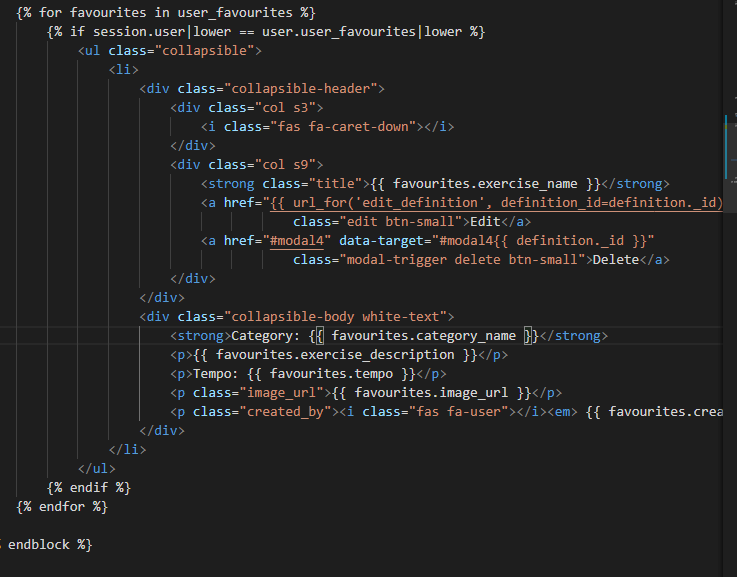 {% for favourites in user_favourites %}
{% if session.user|lower == user.user_favourites|lower %}
<ul class="collapsible">
<li>
<div class="collapsible-header">
<div class="col s3">
<i class="fas fa-caret-down"></i>
</div>
<div class="col s9">
<strong class="title">{{ favourites.exercise_name }}</strong>
<a href="{{ url_for('edit_definition', definition_id=definition._id)
class="edit btn-small">Edit</a>
<a href="#modal4" data-target="#modal4{{ definition._id }}"
class="modal-trigger delete btn-small">Delete</a>
</div>
</div>
<div class="collapsible-body white-text">
<strong>Category: {{ favourites.category_name }}</strong>
<p>{{ favourites.exercise_description }}</p>
<p>Tempo: {{ favourites.tempo }}</p>
<p class="image_url">{{ favourites.image_url }}</p>
<p class="created_by"><i class="fas fa-user"></i><em> {{ favourites.crea
</div>
</li>
</ul>
{% endif %}
{% endfor %}
endblock %}